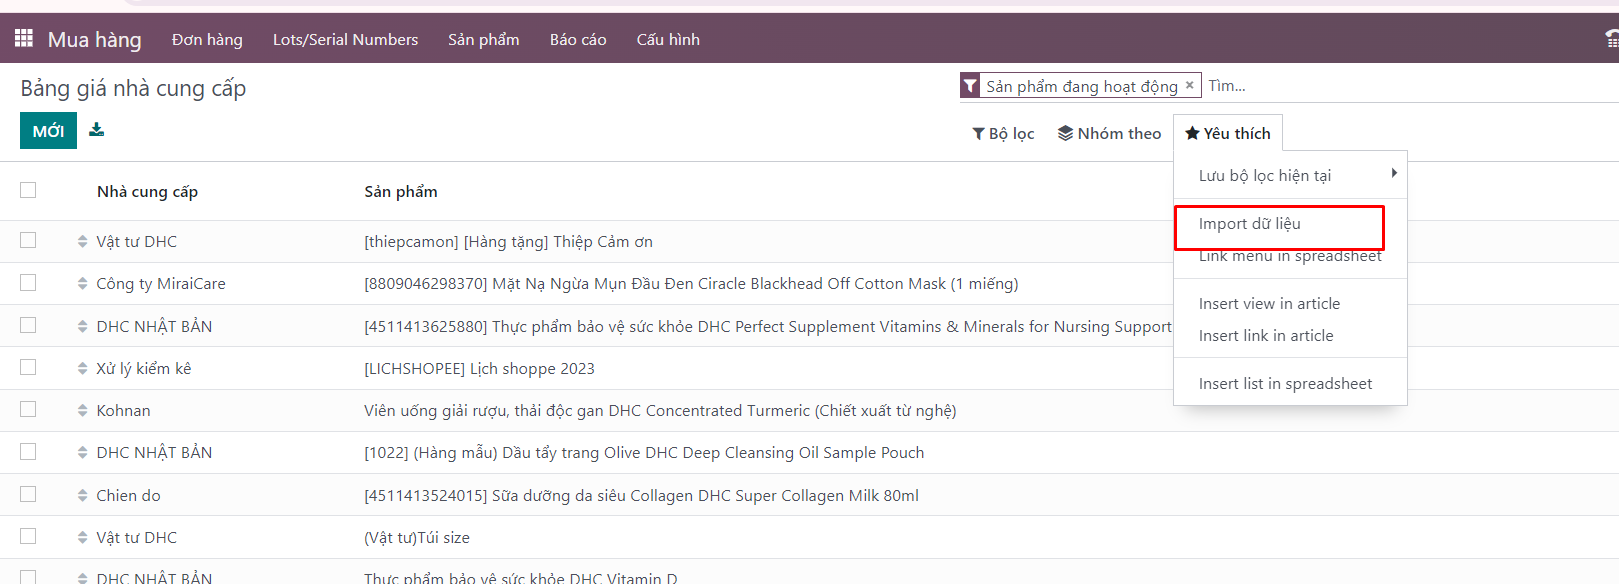 Mua hàng Đơn hàng Lots/Serial Numbers Sản phẩm Báo cáo Cấu hình
Bảng giá nhà cung cấp
Sản phẩm đang hoạt động × Tìm...
MỚI
Bộ lọc Nhóm theo Yêu thích
Lưu bộ lọc hiện tại
Import dữ liệu
Link menu in spreadsheet
Insert view in article
Insert link in article
Insert list in spreadsheet
Nhà cung cấp Sản phẩm
Vật tư DHC [thiepcamon] [Hàng tặng] Thiệp Cảm ơn
Công ty MiraiCare [8809046298370] Mặt Nạ Ngừa Mụn Đầu Đen Ciracle Blackhead Off Cotton Mask (1 miếng)
DHC NHẬT BẢN [4511413625880] Thực phẩm bảo vệ sức khỏe DHC Perfect Supplement Vitamins & Minerals for Nursing Support
Xử lý kiểm kê [LICHSHOPEE] Lịch shoppe 2023
Kohnan Viên uống giải rượu, thải độc gan DHC Concentrated Turmeric (Chiết xuất từ nghệ)
DHC NHẬT BẢN [1022] (Hàng mẫu) Dầu tẩy trang Olive DHC Deep Cleansing Oil Sample Pouch
Chien do [4511413524015] Sữa dưỡng da siêu Collagen DHC Super Collagen Milk 80ml
Vật tư DHC (Vật tư)Túi size
DHC NHẬT BẢN Thực phẩm bảo vệ sức khỏe DHC Vitamin D